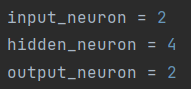 input_neuron = 2
hidden_neuron = 4
output_neuron = 2